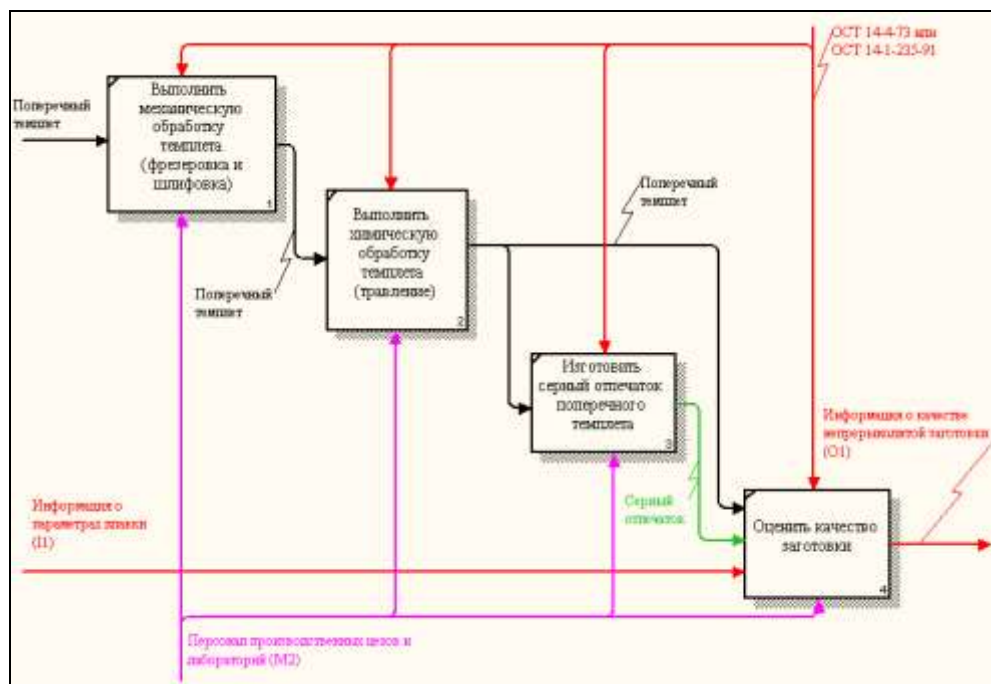 ОСТ 14-4-73 или
ОСТ 14-1-235-91
Поперечный
темплет
Выполнить
механическую
обработку
темплета
(фрезеровка и
шлифовка)
1
Поперечный
темплет
Выполнить
химическую
обработку
темплета
(травление)
2
Поперечный
темплет
Изготовить
серный отпечаток
поперечного
темплета
3
Информация о качестве
непрерывнолитой заготовки
(O1)
Информация о
параметрах плавки
(I1)
Серный
отпечаток
Оценить качество
заготовки
4
Персонал производственных цехов и
лабораторий (M2)